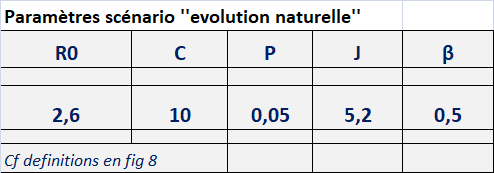 Paramètres scénario ''evolution naturelle''
R0 C P J β
2,6 10 0,05 5,2 0,5
Cf definitions en fig 8